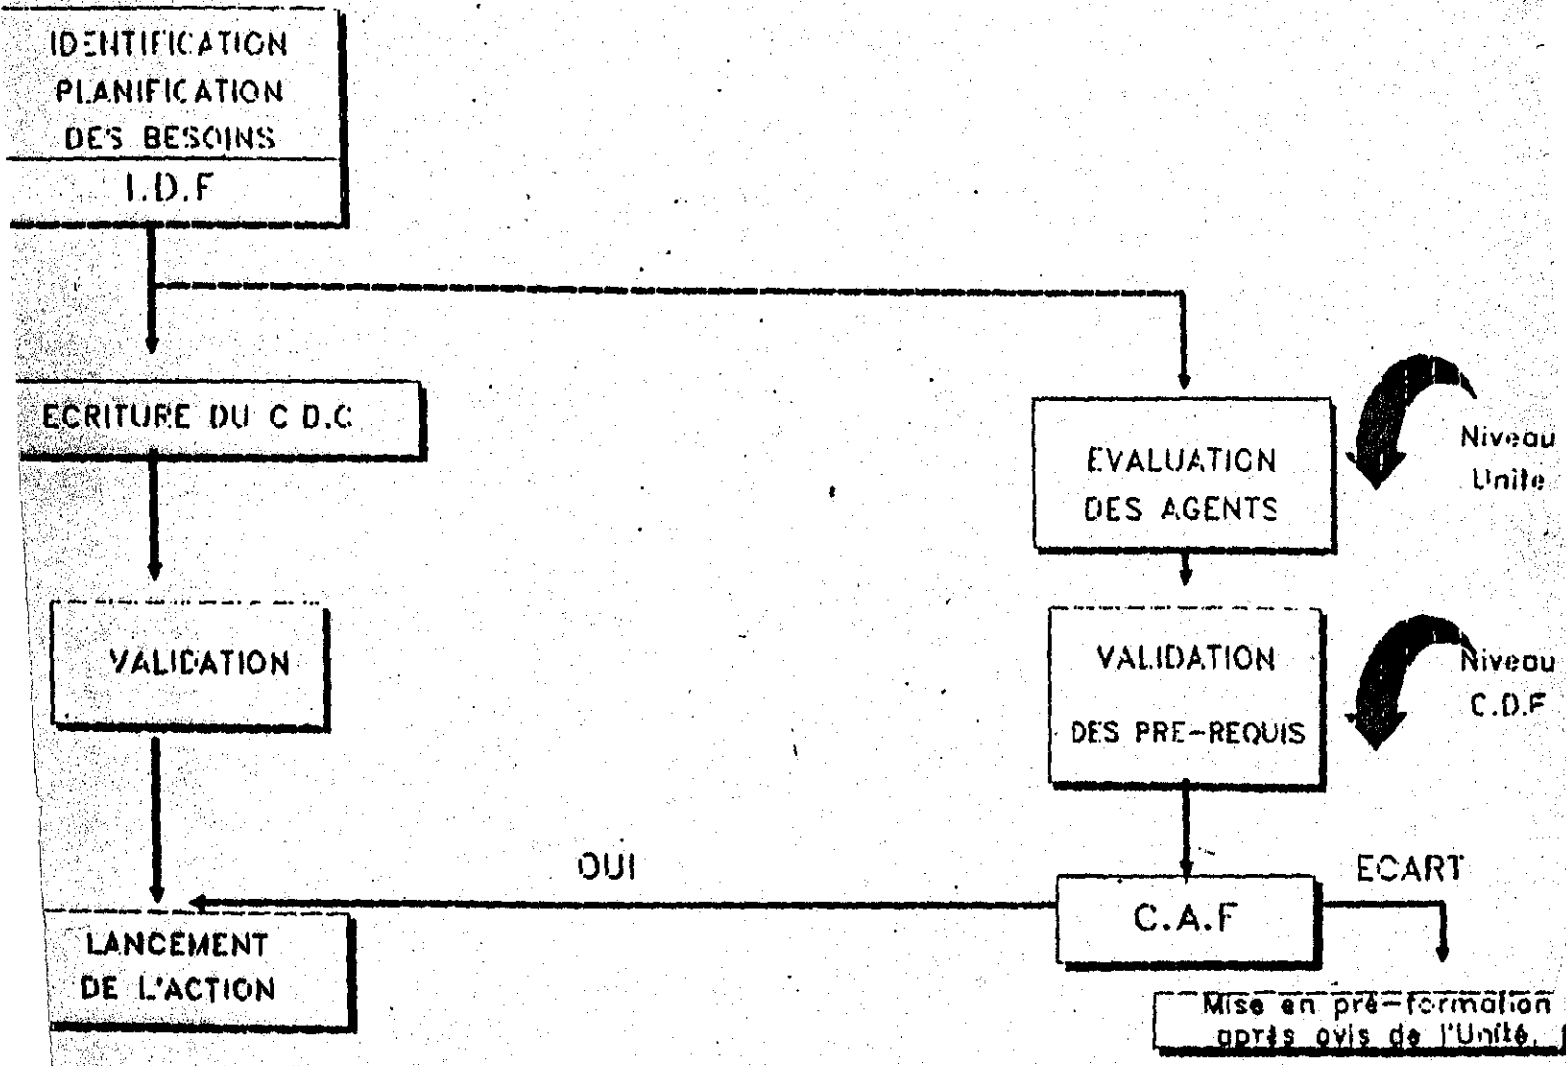 IDENTIFICATION
PLANIFICATION
DES BESOINS
I.D.F
ECRITURE DU C D.C
EVALUATION
DES AGENTS
Niveau
Unite
VALIDATION
VALIDATION
DES PRE-REQUIS
Niveau
C.D.F
OUI
ECART
C.A.F
LANCEMENT
DE L'ACTION
Mise en pré-formation
après avis de l'Unité.